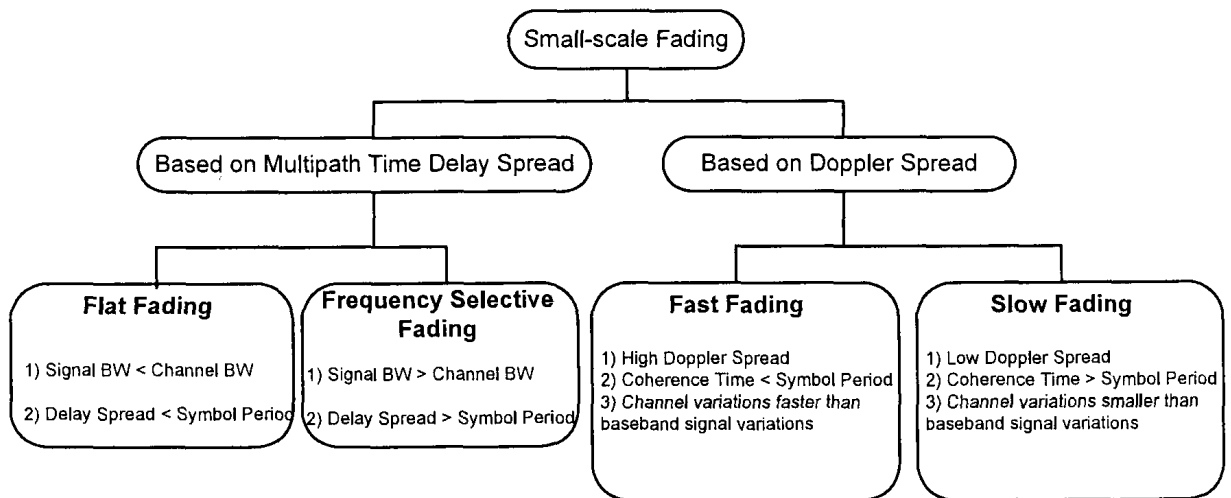 Small-scale Fading
Based on Multipath Time Delay Spread
Based on Doppler Spread
Flat Fading
1) Signal BW < Channel BW
2) Delay Spread < Symbol Period
Frequency Selective
Fading
1) Signal BW > Channel BW
2) Delay Spread > Symbol Period
Fast Fading
1) High Doppler Spread
2) Coherence Time < Symbol Period
3) Channel variations faster than
baseband signal variations
Slow Fading
1) Low Doppler Spread
2) Coherence Time > Symbol Period
3) Channel variations smaller than
baseband signal variations